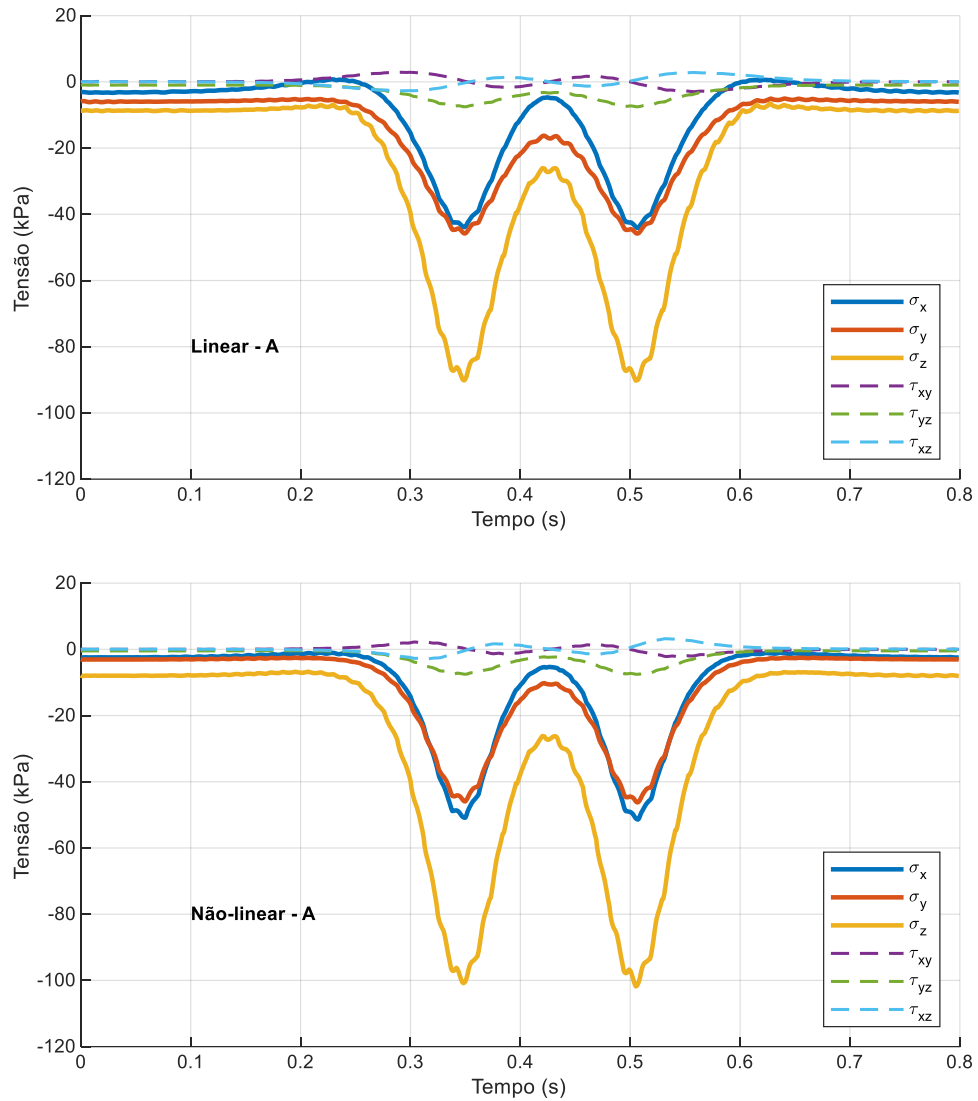 20
0
-20
-40
-60
-80
-100
-120
Tensão (kPa)
Linear - A
σx
σy
σz
τxy
τyz
τxz
0 0.1 0.2 0.3 0.4 0.5 0.6 0.7 0.8
Tempo (s)
20
0
-20
-40
-60
-80
-100
-120
Tensão (kPa)
Não-linear - A
σx
σy
σz
τxy
τyz
τxz
0 0.1 0.2 0.3 0.4 0.5 0.6 0.7 0.8
Tempo (s)